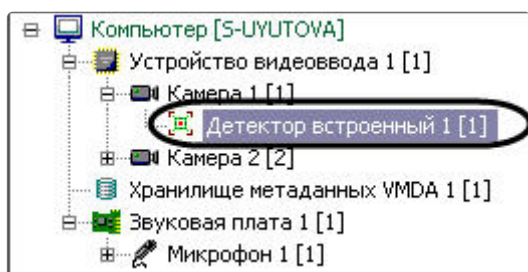 Компьютер [S-UYUTOVA]
Устройство видеоввода 1 [1]
Камера 1 [1]
Детектор встроенный 1 [1]
Камера 2 [2]
Хранилище метаданных VMDA 1 [1]
Звуковая плата 1 [1]
Микрофон 1 [1]